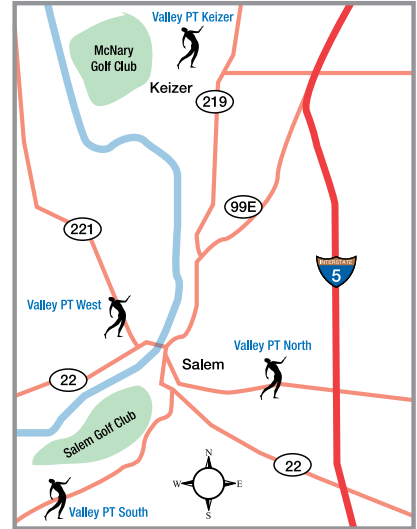 Valley PT Keizer
McNary
Golf Club
Keizer
219
99E
221
INTERSTATE
5
Valley PT West
Valley PT North
Salem
22
Salem Golf Club
22
N
W
E
S
Valley PT South